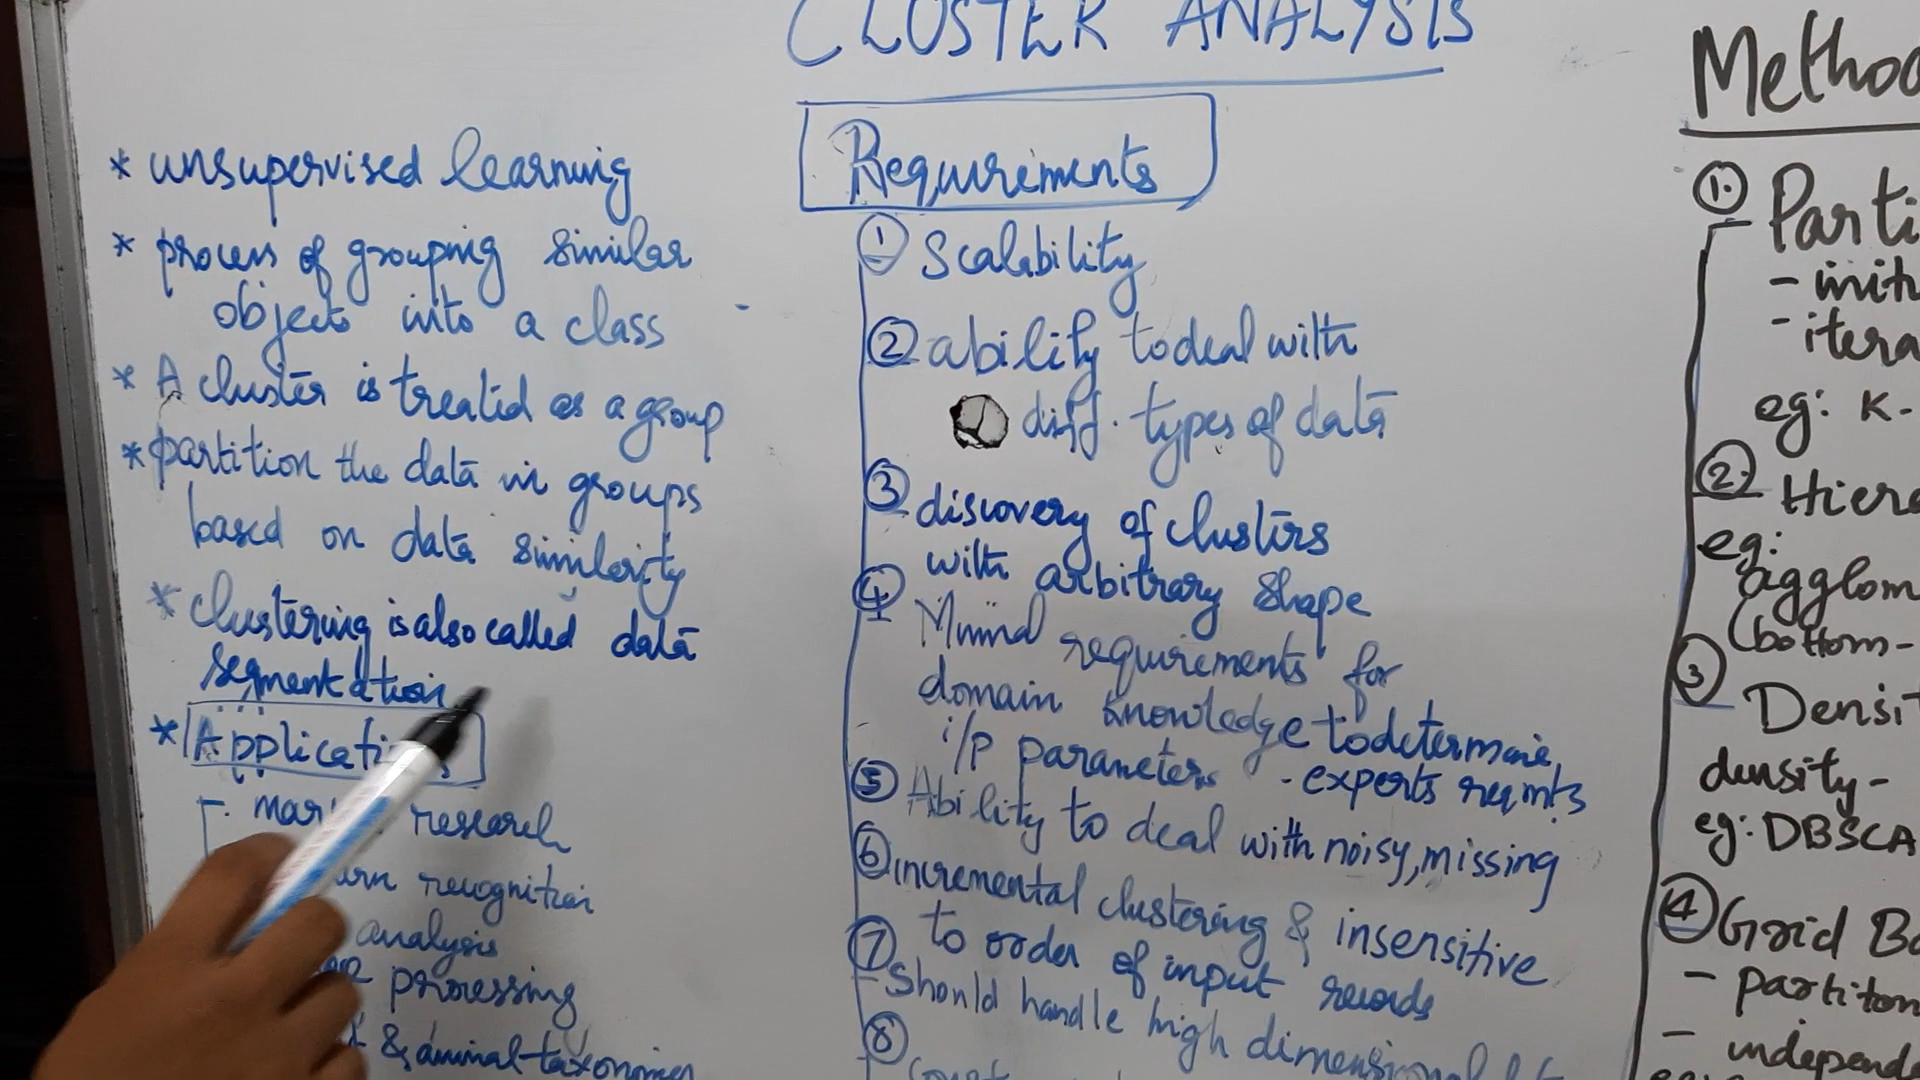 CLUSTER ANALYSIS
* unsupervised learning
* process of grouping similar
objects into a class
* A cluster is treated as a group
* partition the data in groups
based on data similarity
* clustering is also called data
segmentation
* Applicati
research
recognition
analysis
processing
& animal taxonomies
Requirements
① Scalability
② ability to deal with
diff. types of data
③ discovery of clusters
with arbitrary shape
④ requirements for
domain knowledge to determine
i/p parameters - experts reqmts
⑤ Ability to deal with noisy, missing
⑥ incremental clustering & insensitive
to order of input records
⑦ - Should handle high dimensional
⑧
Metho
①. Parti
- initi
- itera
eg: K-
②. Hiera
eg:
agglom
(bottom-
③ Densit
density-
eg: DBSCA
④ Grid Ba
- partiton
- independ